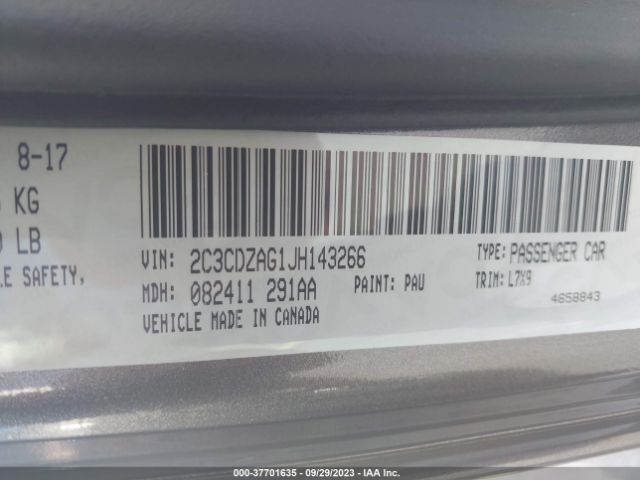 8-17
KG
LB
LE SAFETY,
VIN: 2C3CDZAG1JH143266
TYPE: PASSENGER CAR
MDH: 082411 291AA
PAINT: PAU
TRIM: L7X9
VEHICLE MADE IN CANADA
4658843
000-37701635 - 09/29/2023 - IAA Inc.